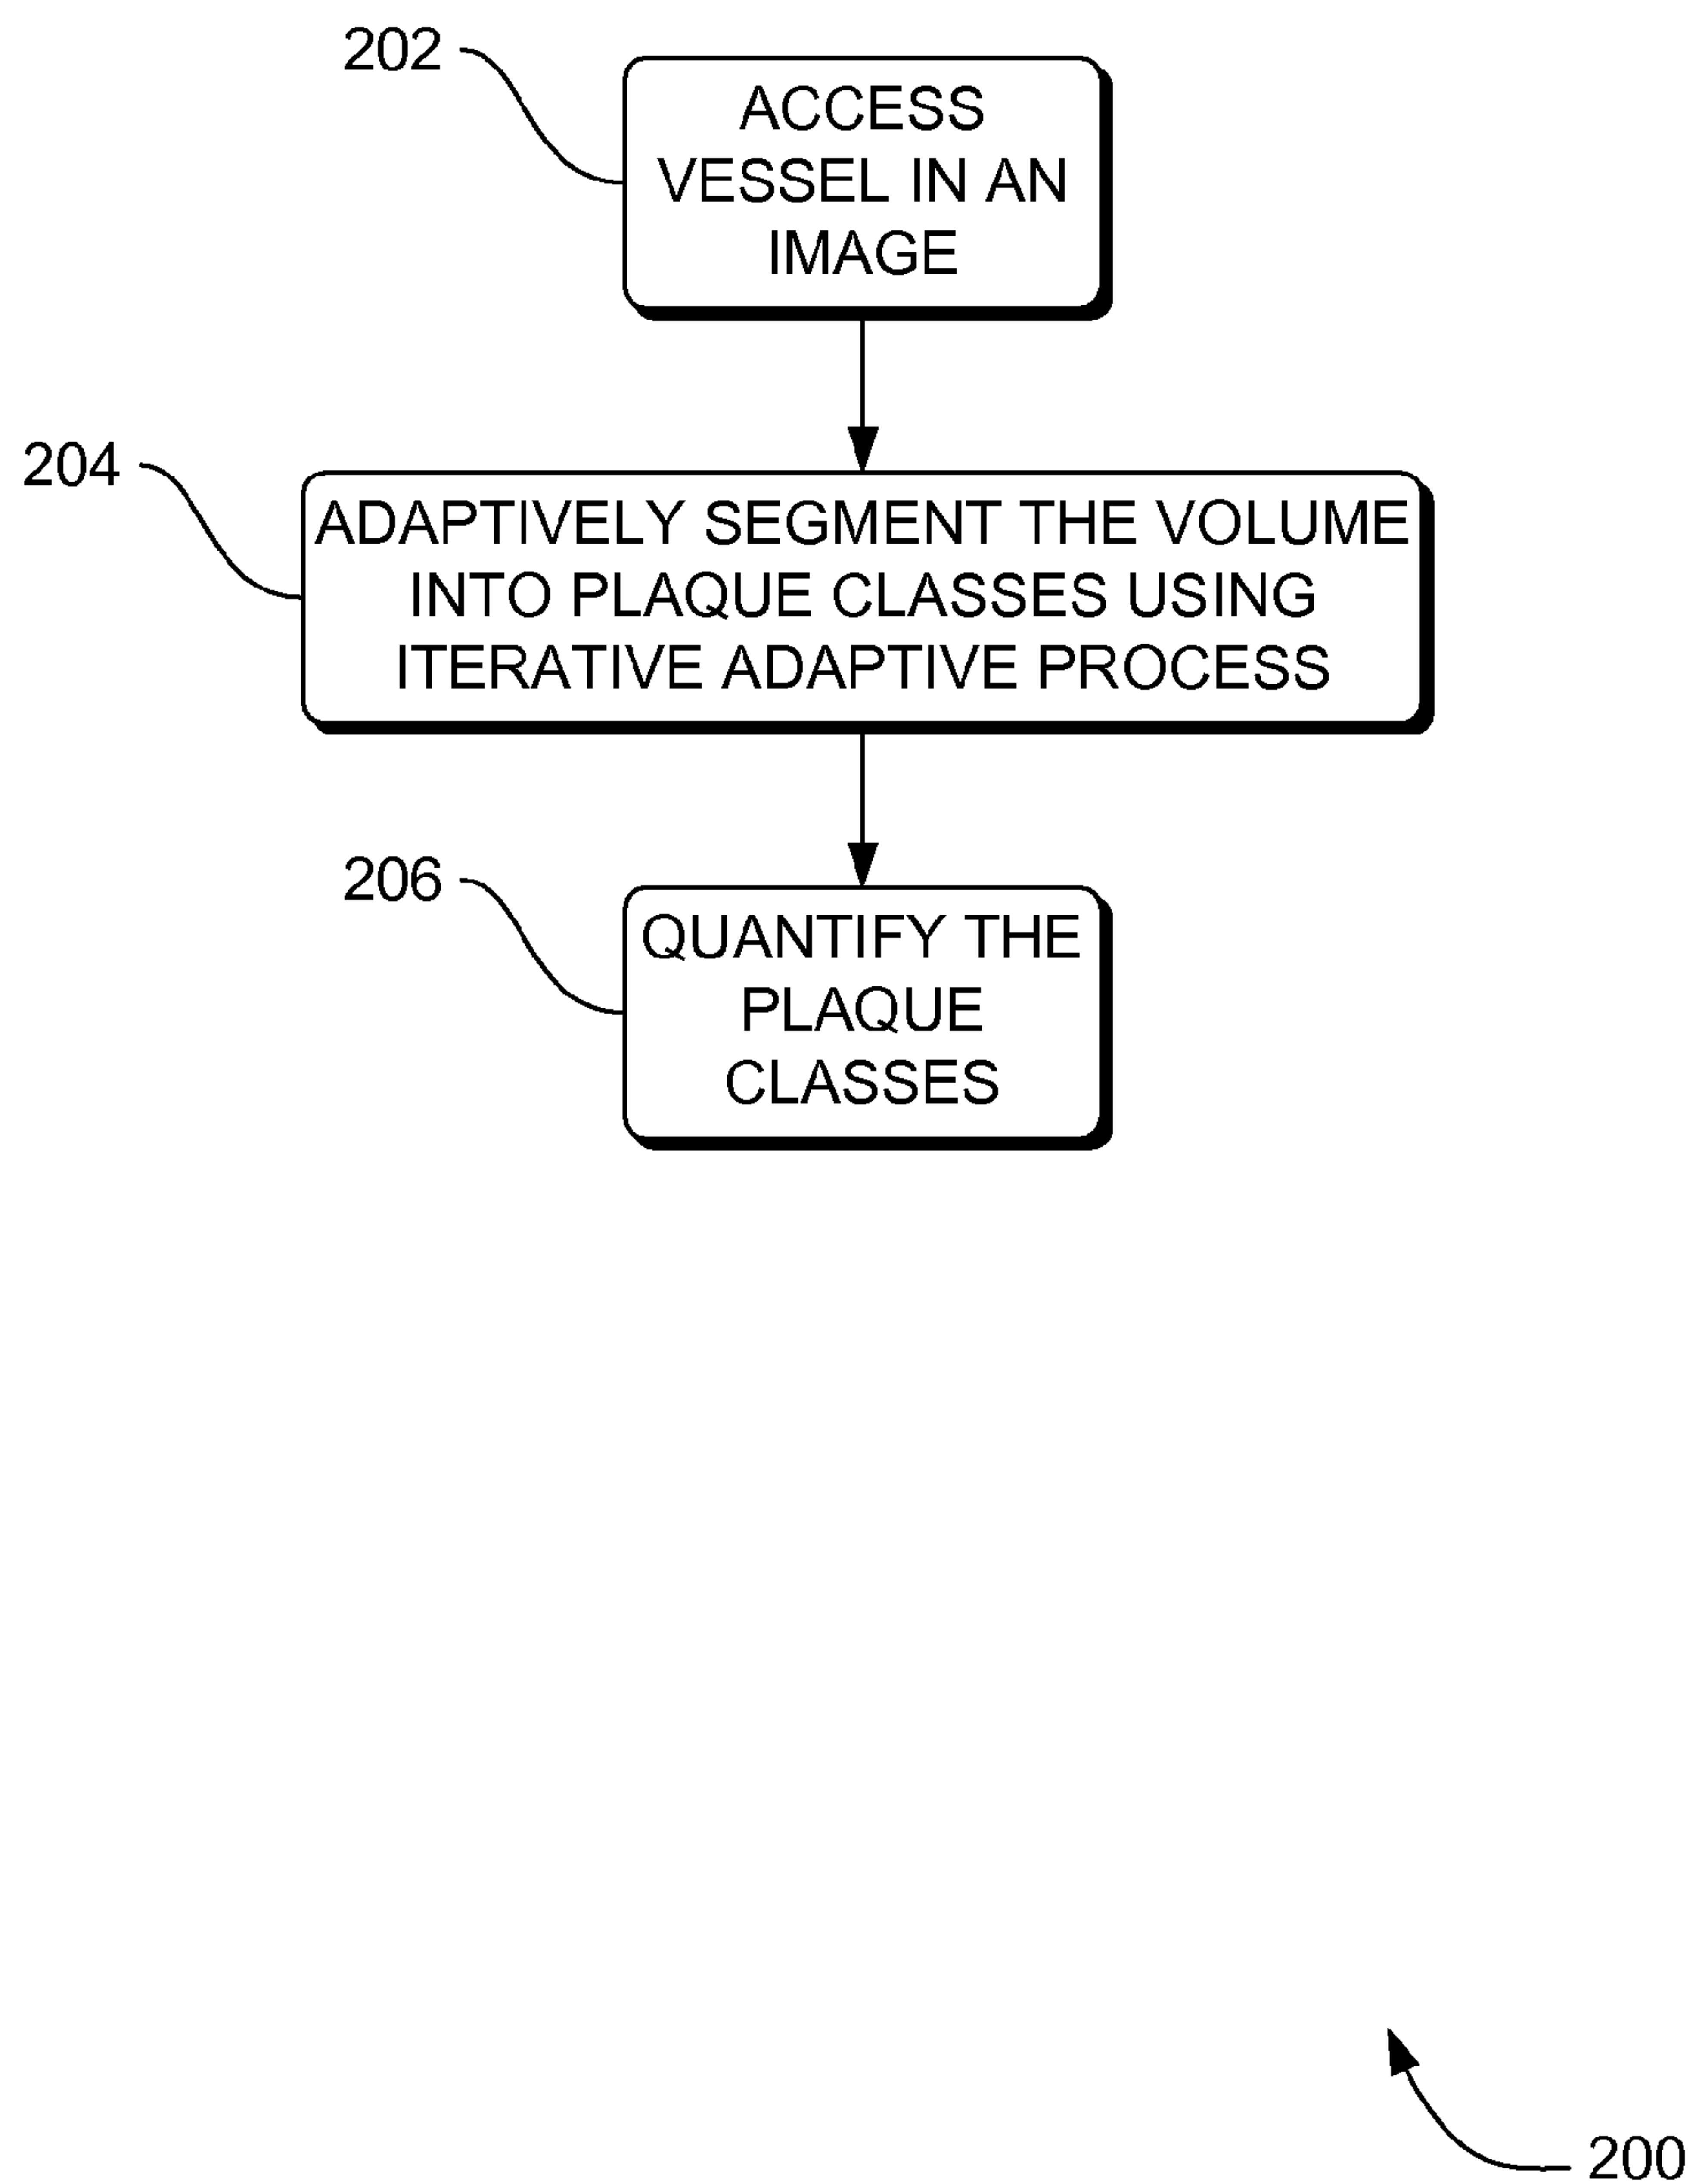 202
ACCESS
VESSEL IN AN
IMAGE
204
ADAPTIVELY SEGMENT THE VOLUME
INTO PLAQUE CLASSES USING
ITERATIVE ADAPTIVE PROCESS
206
QUANTIFY THE
PLAQUE
CLASSES
200